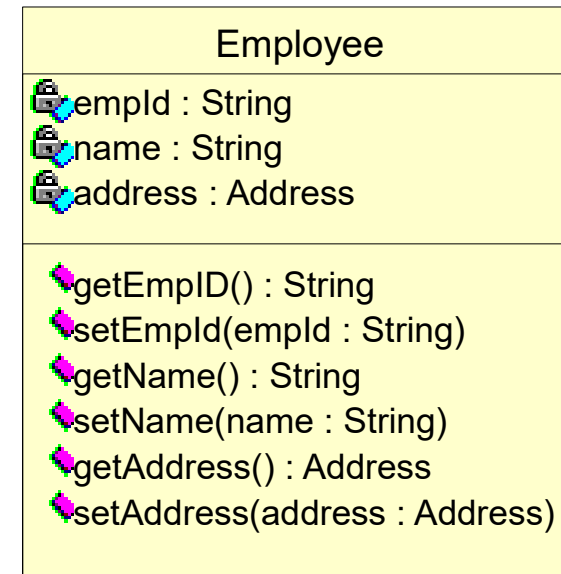 Employee
empId : String
name : String
address : Address
getEmpID() : String
setEmpId(empId : String)
getName() : String
setName(name : String)
getAddress() : Address
setAddress(address : Address)